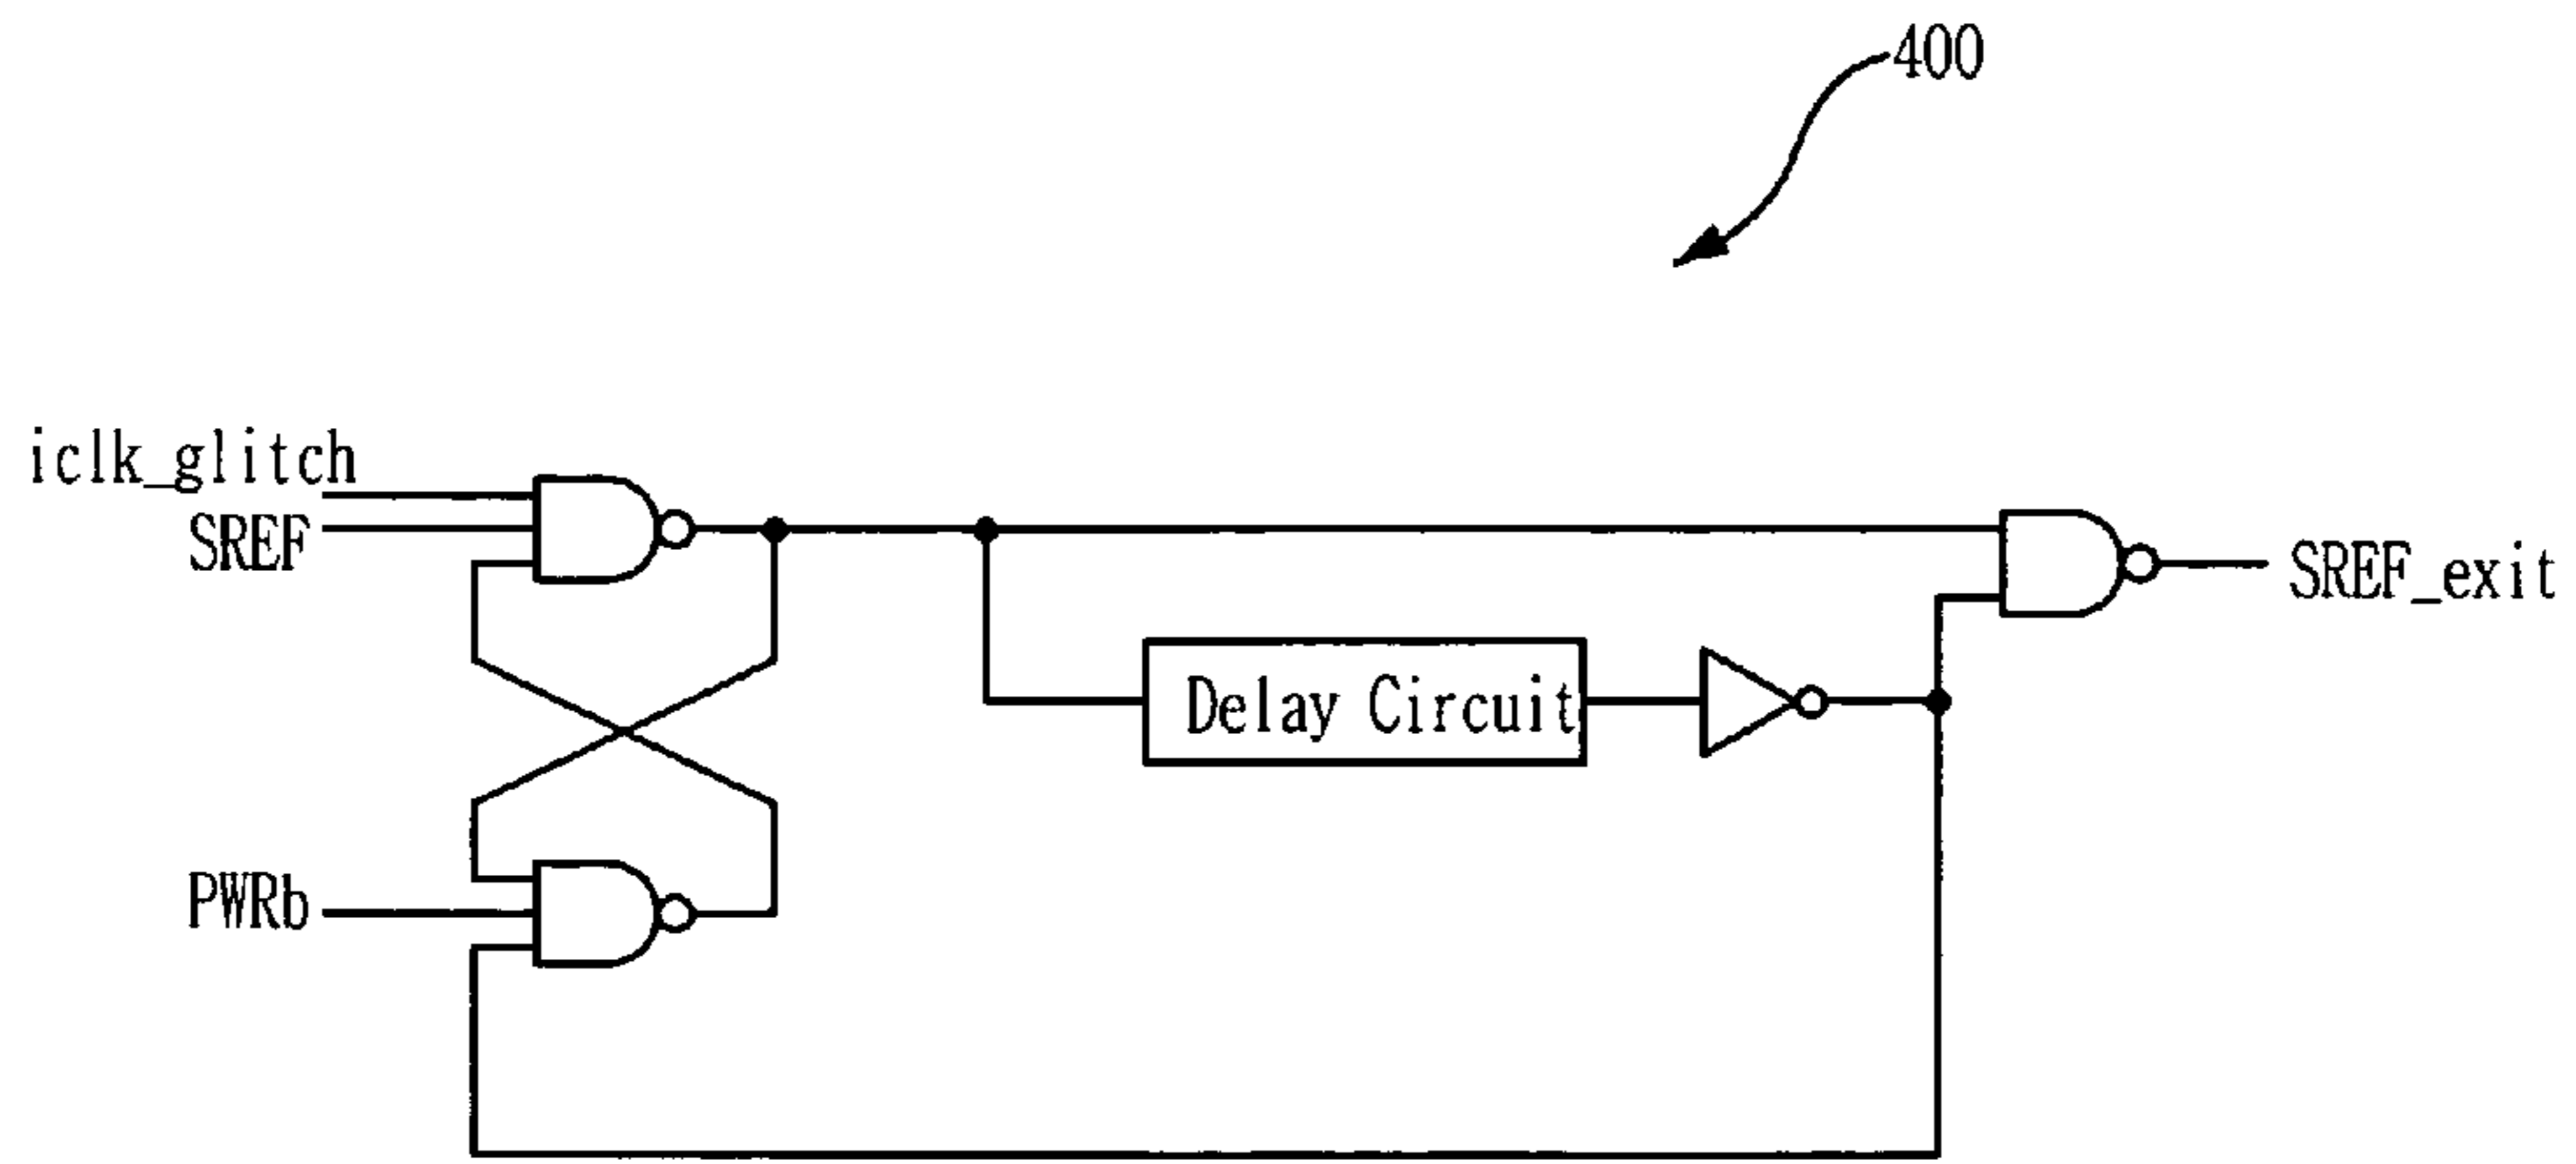 400
iclk_glitch
SREF
SREF_exit
Delay Circuit
PWRb